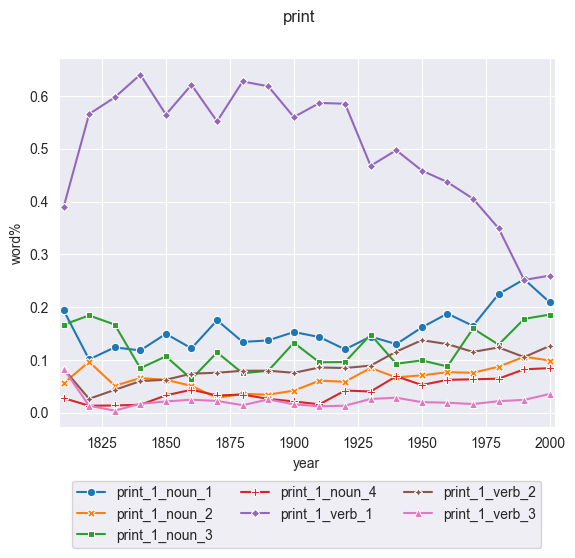 print
0.6
0.5
0.4
0.3
0.2
0.1
0.0
word%
1825 1850 1875 1900 1925 1950 1975 2000
year
print_1_noun_1 print_1_noun_4 print_1_verb_2
print_1_noun_2 print_1_verb_1 print_1_verb_3
print_1_noun_3